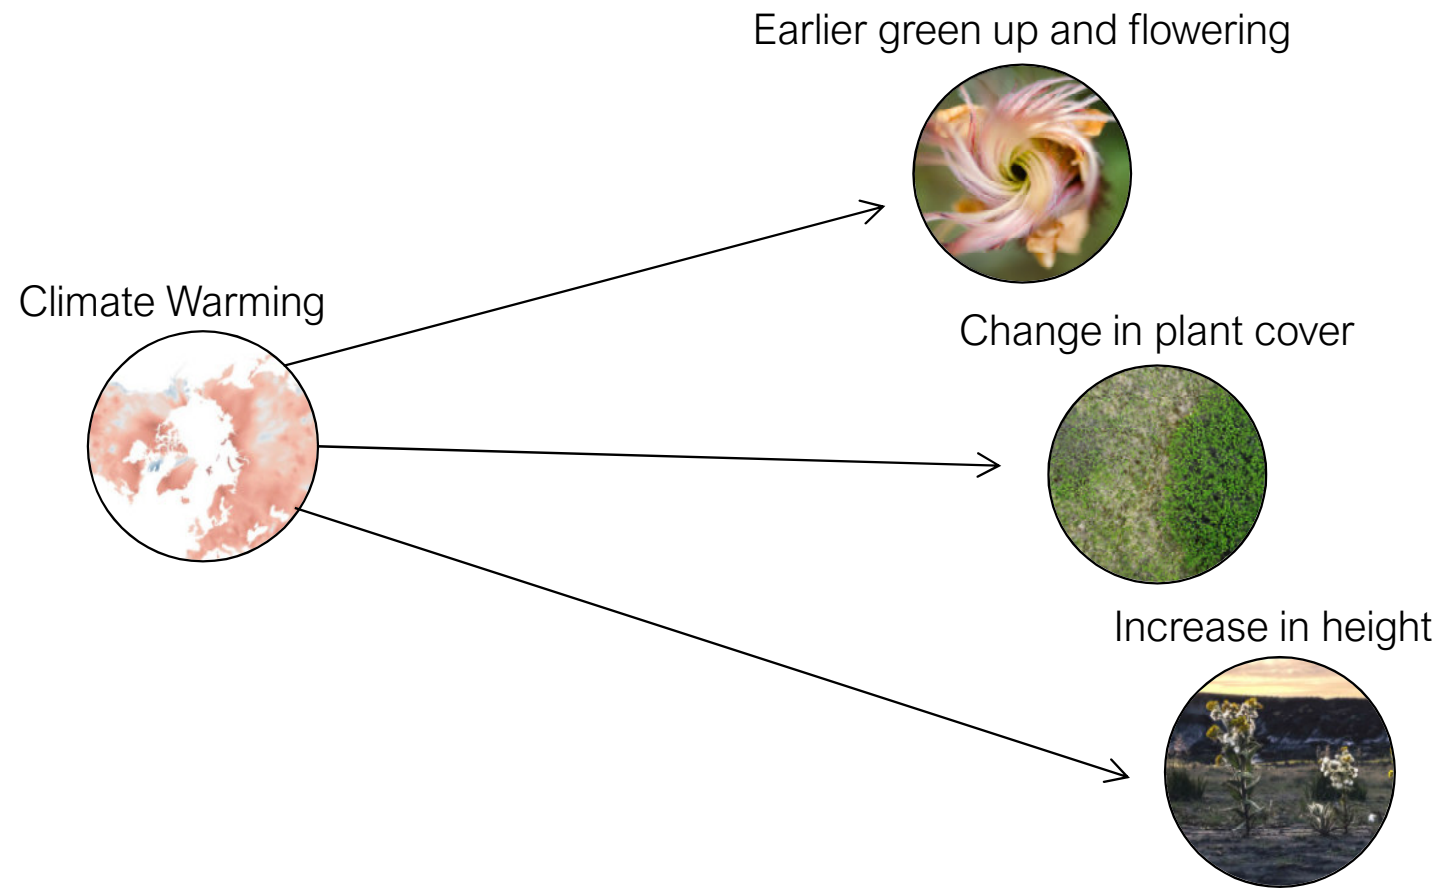 Earlier green up and flowering
Climate Warming
Change in plant cover
Increase in height